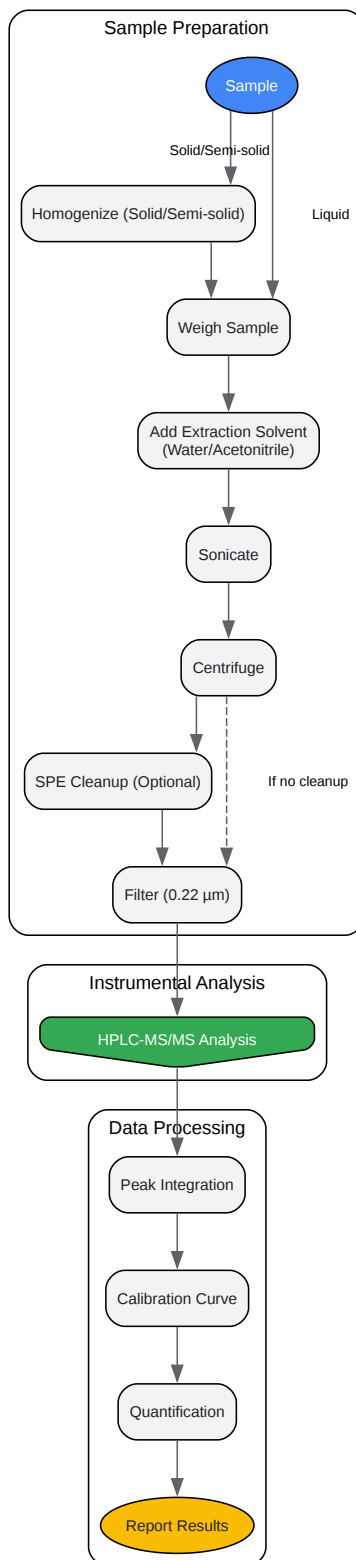 Sample Preparation
Sample
Solid/Semi-solid
Homogenize (Solid/Semi-solid)
Liquid
Weigh Sample
Add Extraction Solvent
(Water/Acetonitrile)
Sonicate
Centrifuge
SPE Cleanup (Optional)
If no cleanup
Filter (0.22 µm)
Instrumental Analysis
HPLC-MS/MS Analysis
Data Processing
Peak Integration
Calibration Curve
Quantification
Report Results